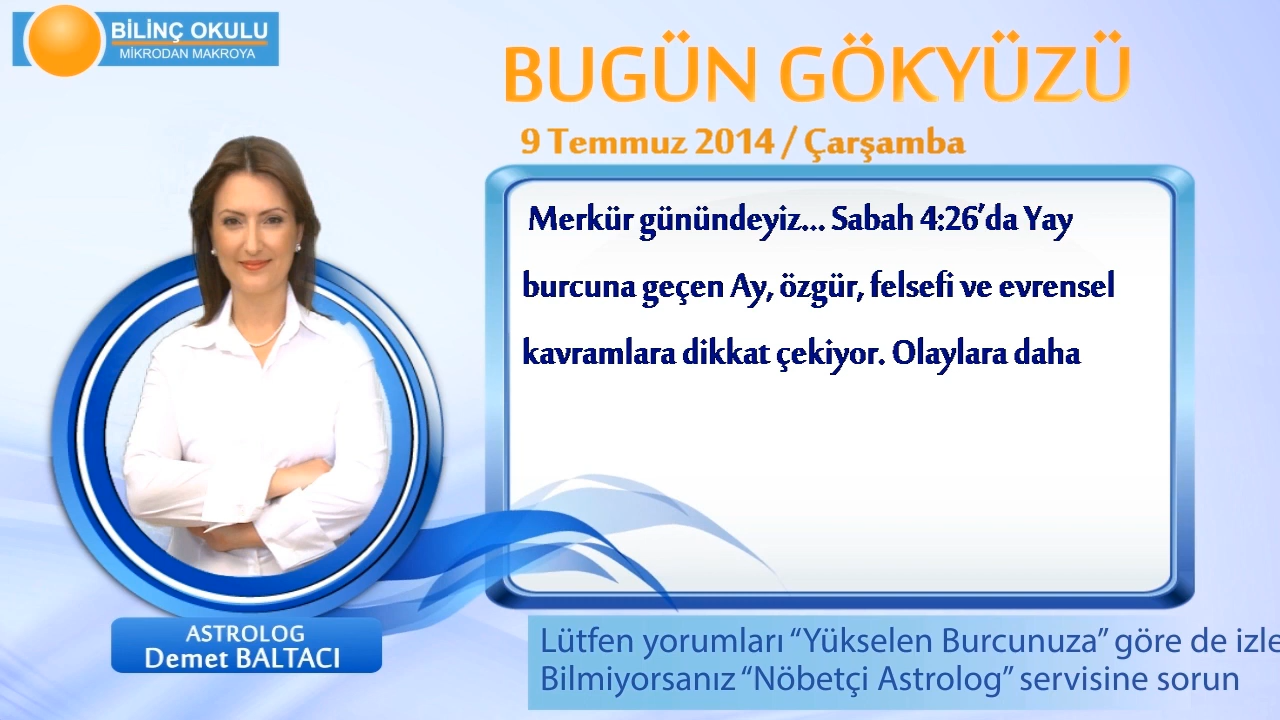 BİLİNÇ OKULU
MİKRODAN MAKROYA
BUGÜN GÖKYÜZÜ
9 Temmuz 2014 / Çarşamba
Merkür günündeyiz... Sabah 4:26'da Yay
burcuna geçen Ay, özgür, felsefi ve evrensel
kavramlara dikkat çekiyor. Olaylara daha
ASTROLOG
Demet BALTACI
Lütfen yorumları “Yükselen Burcunuza” göre de izle
Bilmiyorsanız “Nöbetçi Astrolog” servisine sorun